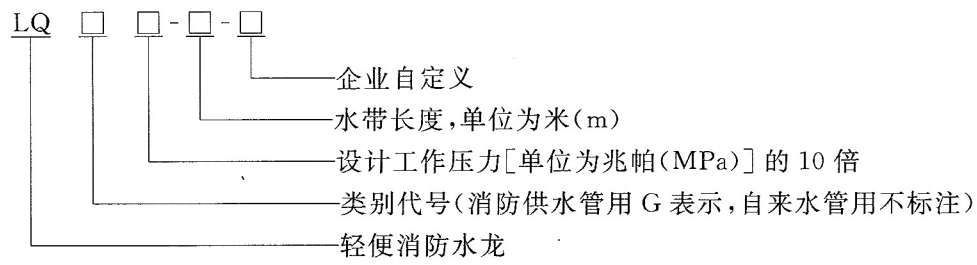 LQ □ □-□-□
企业自定义
水带长度,单位为米(m)
设计工作压力[单位为兆帕(MPa)]的10倍
类别代号(消防供水管用G表示,自来水管用不标注)
轻便消防水龙